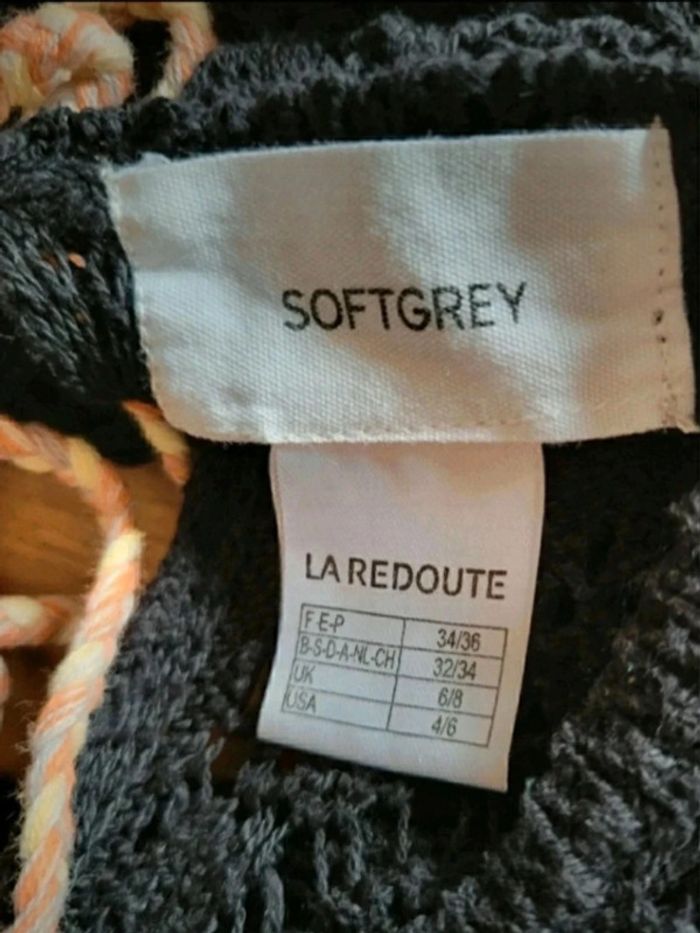 SOFTGREY
LA REDOUTE
F-E-P 34/36
B-S-D-A-NL-CH 32/34
UK 6/8
USA 4/6